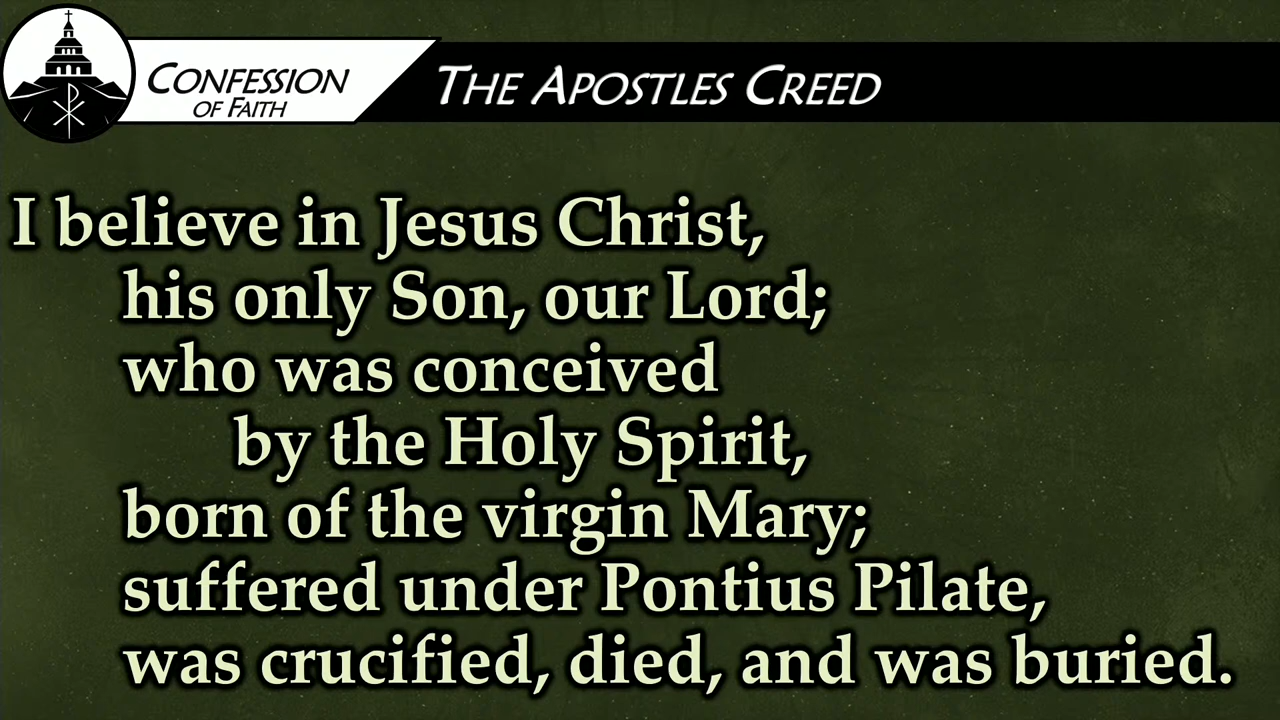 Confession
of Faith
The Apostles Creed
I believe in Jesus Christ,
his only Son, our Lord;
who was conceived
by the Holy Spirit,
born of the virgin Mary;
suffered under Pontius Pilate,
was crucified, died, and was buried.